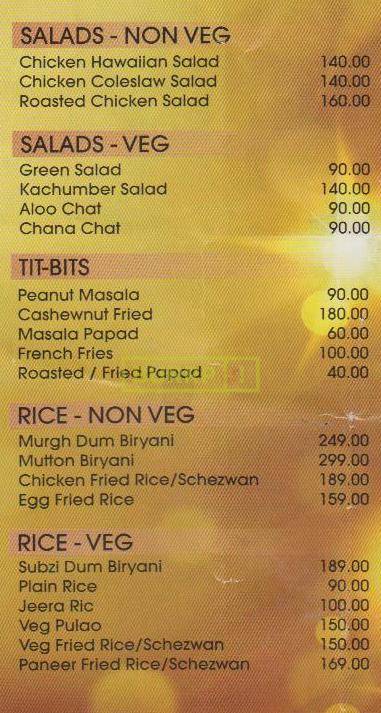 SALADS - NON VEG
Chicken Hawaiian Salad 140.00
Chicken Coleslaw Salad 140.00
Roasted Chicken Salad 160.00
SALADS - VEG
Green Salad 90.00
Kachumber Salad 140.00
Aloo Chat 90.00
Chana Chat 90.00
TIT-BITS
Peanut Masala 90.00
Cashewnut Fried 180.00
Masala Papad 60.00
French Fries 100.00
Roasted / Fried Papad 40.00
RICE - NON VEG
Murgh Dum Biryani 249.00
Mutton Biryani 299.00
Chicken Fried Rice/Schezwan 189.00
Egg Fried Rice 159.00
RICE - VEG
Subzi Dum Biryani 189.00
Plain Rice 90.00
Jeera Ric 100.00
Veg Pulao 150.00
Veg Fried Rice/Schezwan 150.00
Paneer Fried Rice/Schezwan 169.00